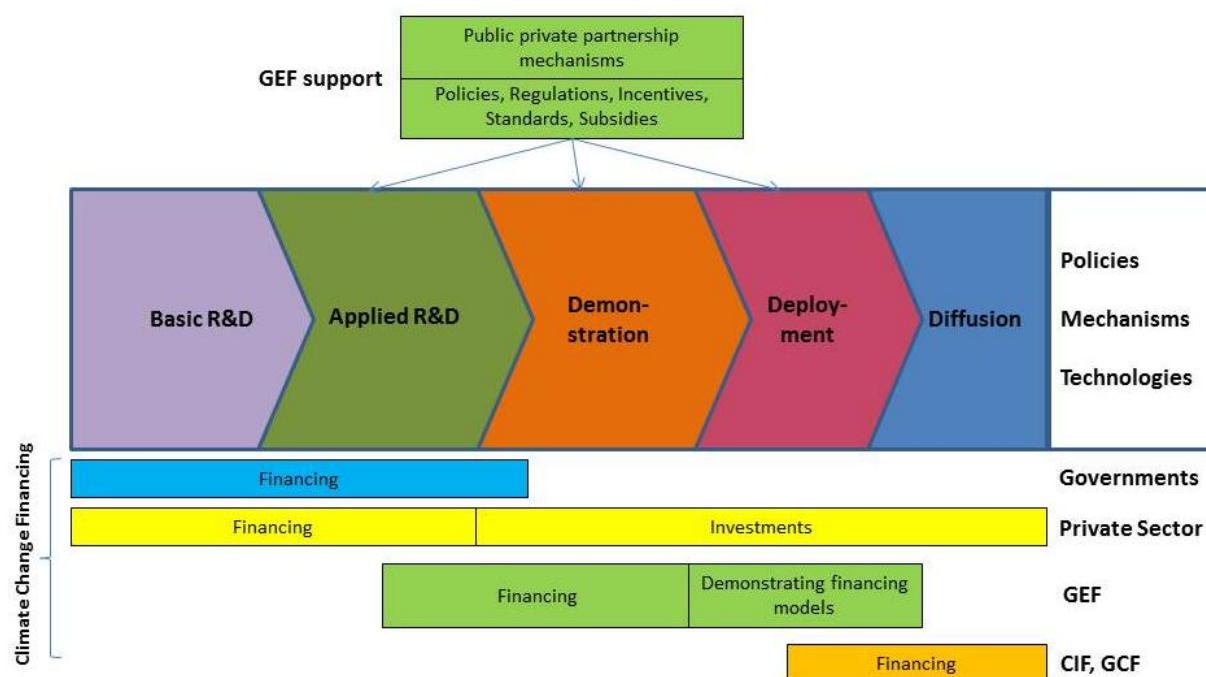 Public private partnership
mechanisms
GEF support
Policies, Regulations, Incentives,
Standards, Subsidies
Basic R&D
Applied R&D
Demon-
stration
Deploy-
ment
Diffusion
Policies
Mechanisms
Technologies
Climate Change Financing
Financing
Governments
Financing
Investments
Private Sector
Financing
Demonstrating financing
models
GEF
Financing
CIF, GCF